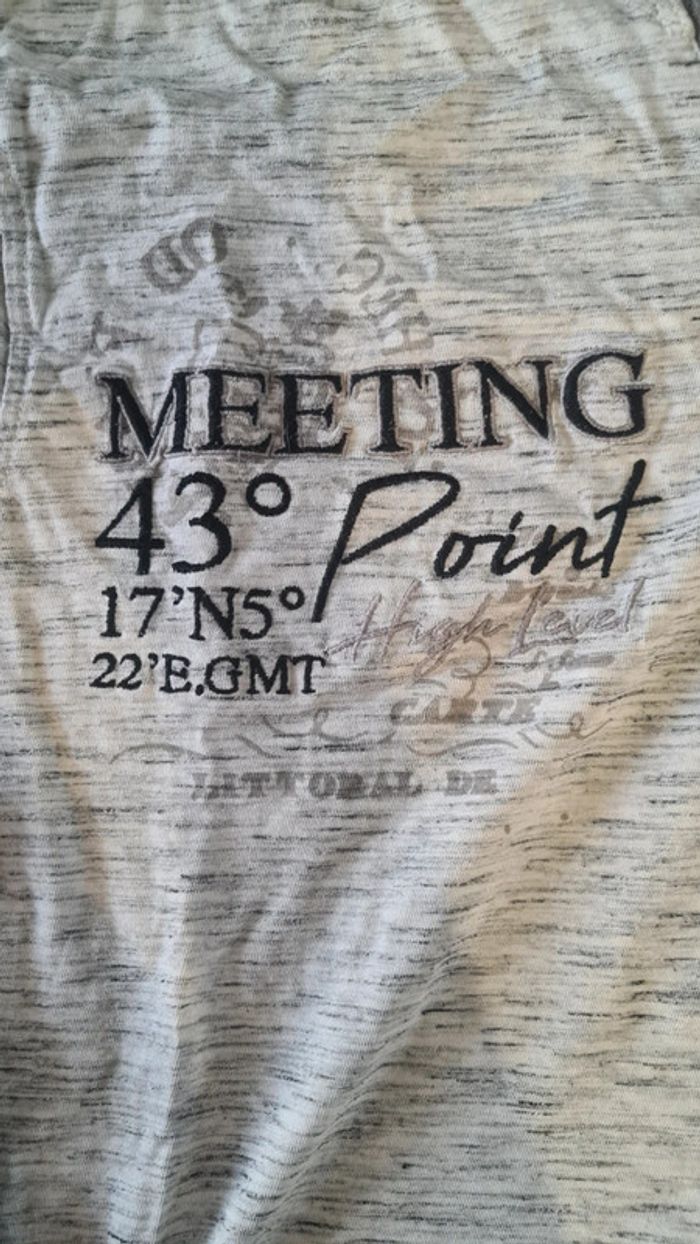 MEETING
43° Point
17'N5°
High Level
22'E.GMT
CARTE
LITTORAL DE